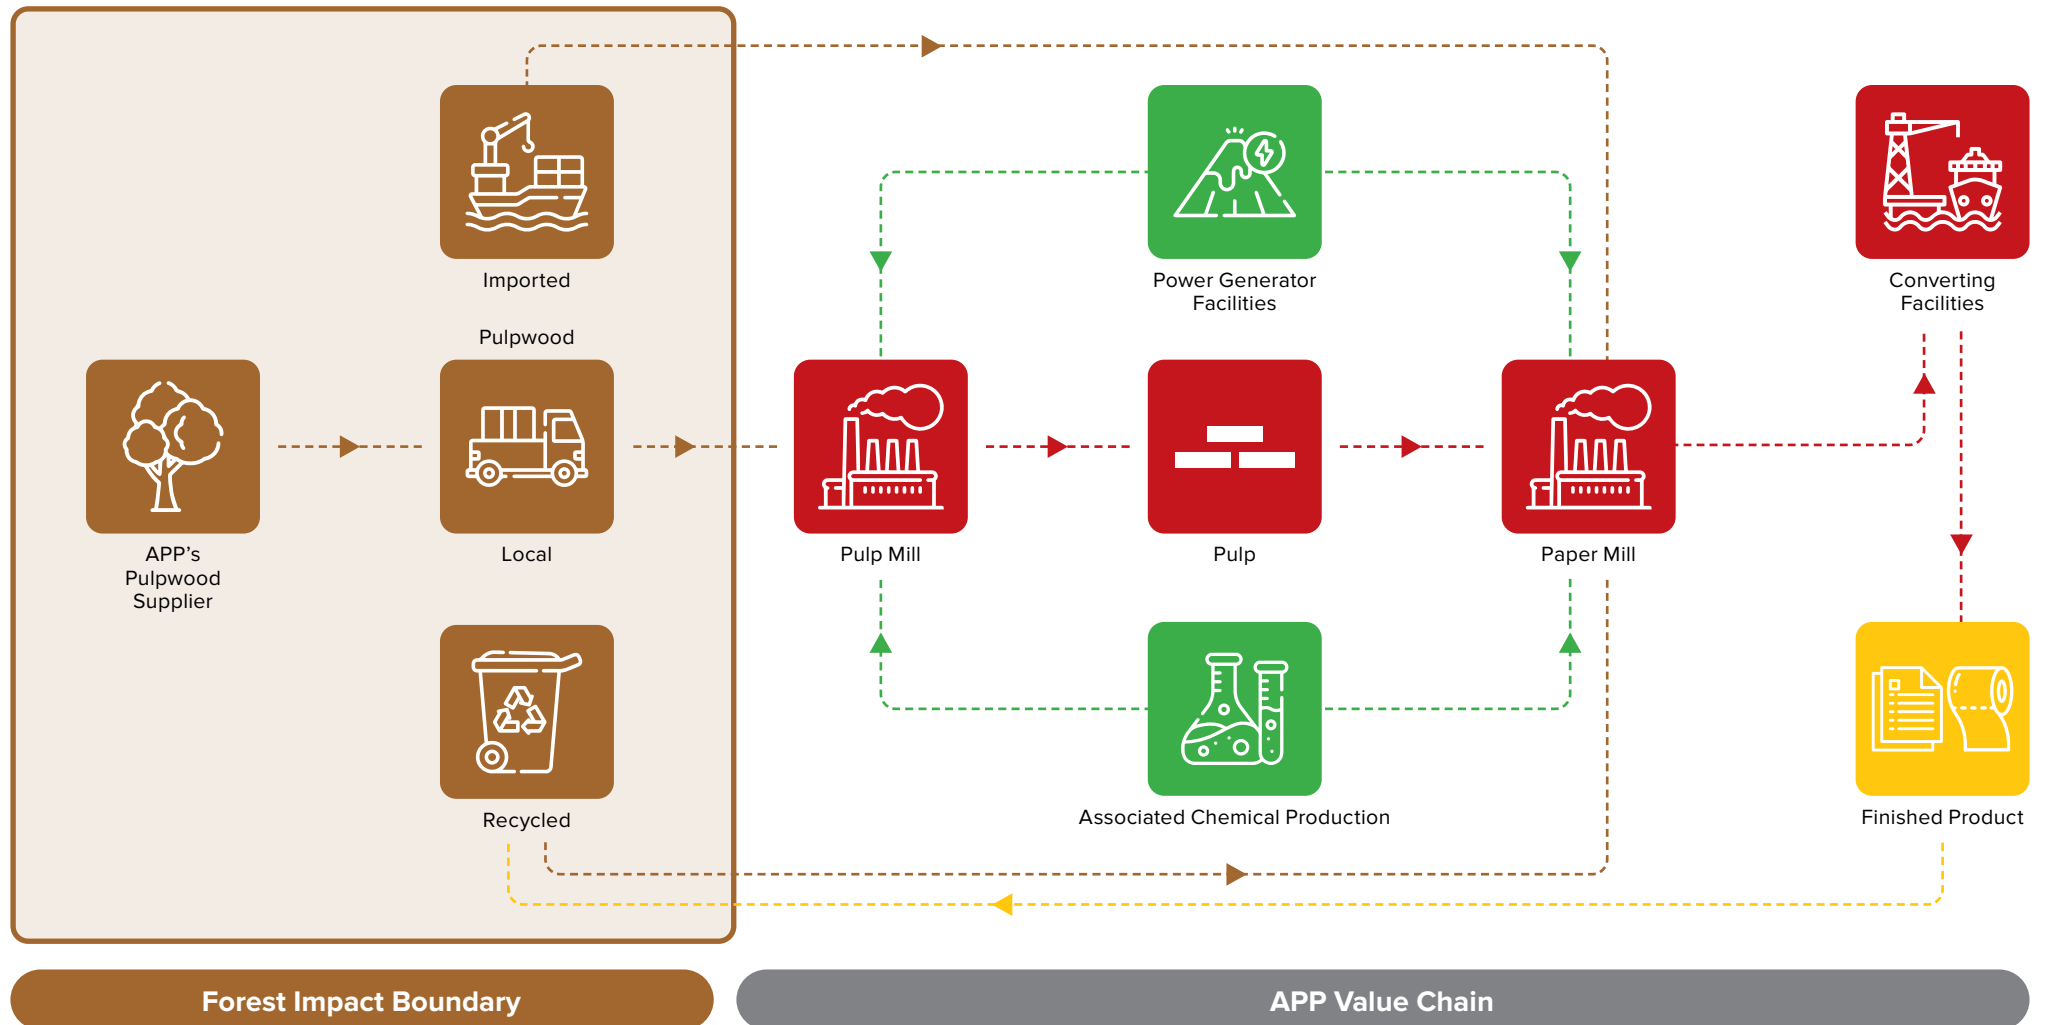 Imported
Power Generator
Facilities
Converting
Facilities
Pulpwood
APP’s
Pulpwood
Supplier
Local
Pulp Mill
Pulp
Paper Mill
Recycled
Associated Chemical Production
Finished Product
Forest Impact Boundary
APP Value Chain